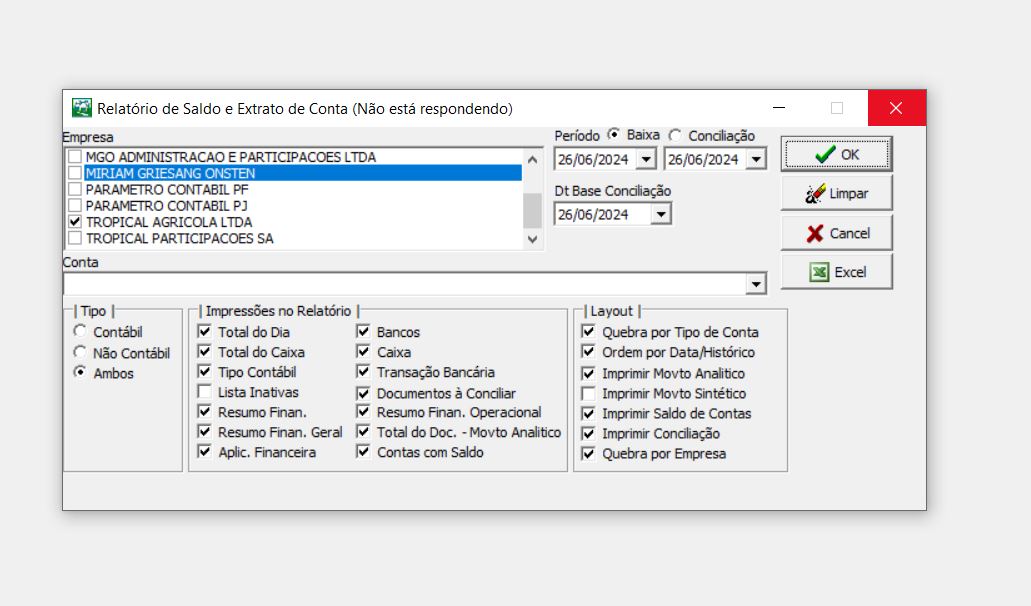 Relatório de Saldo e Extrato de Conta (Não está respondendo)
Empresa
MGO ADMINISTRACAO E PARTICIPACOES LTDA
MIRIAM GRIESANG ONSTEN
PARAMETRO CONTABIL PF
PARAMETRO CONTABIL PJ
TROPICAL AGRICOLA LTDA
TROPICAL PARTICIPACOES SA
Período Baixa Conciliação
26/06/2024 26/06/2024
Dt Base Conciliação
26/06/2024
OK
Limpar
Cancel
Excel
Conta
| Tipo |
Contábil
Não Contábil
Ambos
| Impressões no Relatório |
Total do Dia
Total do Caixa
Tipo Contábil
Lista Inativas
Resumo Finan.
Resumo Finan. Geral
Aplic. Financeira
Bancos
Caixa
Transação Bancária
Documentos à Conciliar
Resumo Finan. Operacional
Total do Doc. - Movto Analitico
Contas com Saldo
| Layout |
Quebra por Tipo de Conta
Ordem por Data/Histórico
Imprimir Movto Analitico
Imprimir Movto Sintético
Imprimir Saldo de Contas
Imprimir Conciliação
Quebra por Empresa